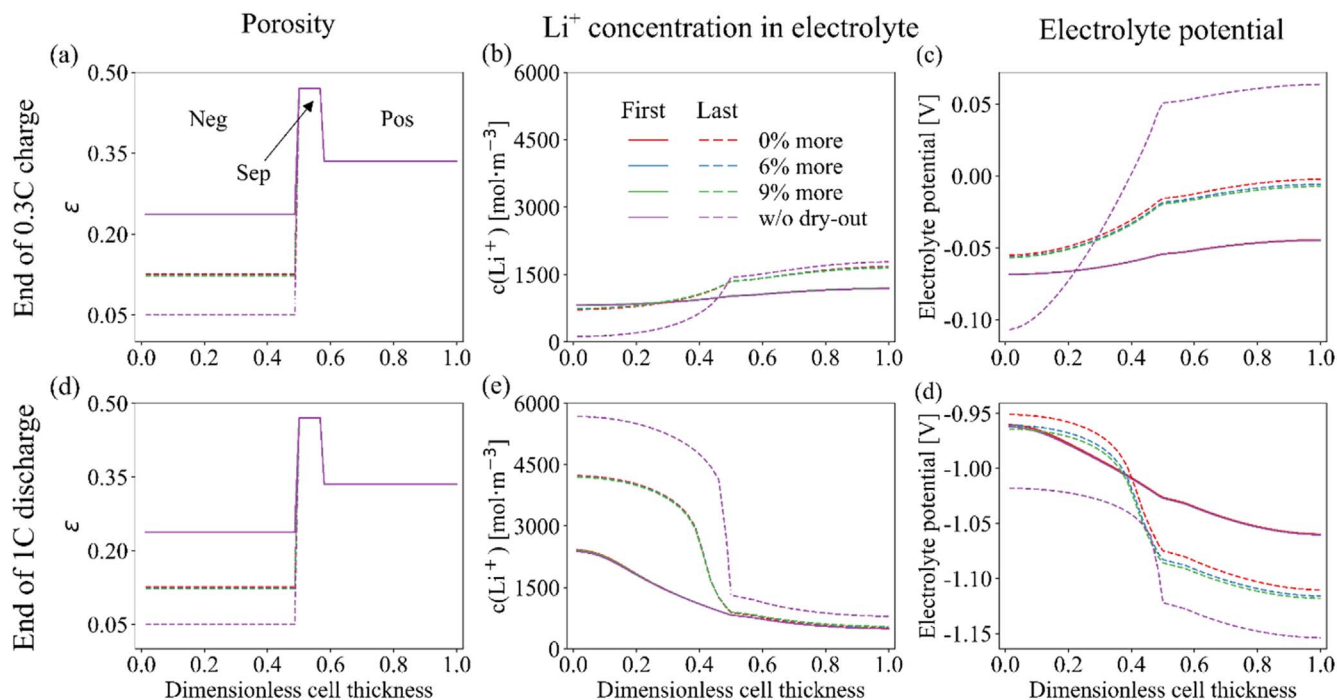 Porosity
Li⁺ concentration in electrolyte
Electrolyte potential
(a)
(b)
(c)
End of 0.3C charge
ε
0.50
0.35
0.20
0.05
Neg
Sep
Pos
0.0 0.2 0.4 0.6 0.8 1.0
c(Li⁺) [mol·m⁻³]
6000
4500
3000
1500
0
First Last
0% more
6% more
9% more
w/o dry-out
0.0 0.2 0.4 0.6 0.8 1.0
Electrolyte potential [V]
0.05
0.00
-0.05
-0.10
0.0 0.2 0.4 0.6 0.8 1.0
(d)
(e)
(d)
End of 1C discharge
ε
0.50
0.35
0.20
0.05
0.0 0.2 0.4 0.6 0.8 1.0
Dimensionless cell thickness
c(Li⁺) [mol·m⁻³]
6000
4500
3000
1500
0
0.0 0.2 0.4 0.6 0.8 1.0
Dimensionless cell thickness
Electrolyte potential [V]
-0.95
-1.00
-1.05
-1.10
-1.15
0.0 0.2 0.4 0.6 0.8 1.0
Dimensionless cell thickness